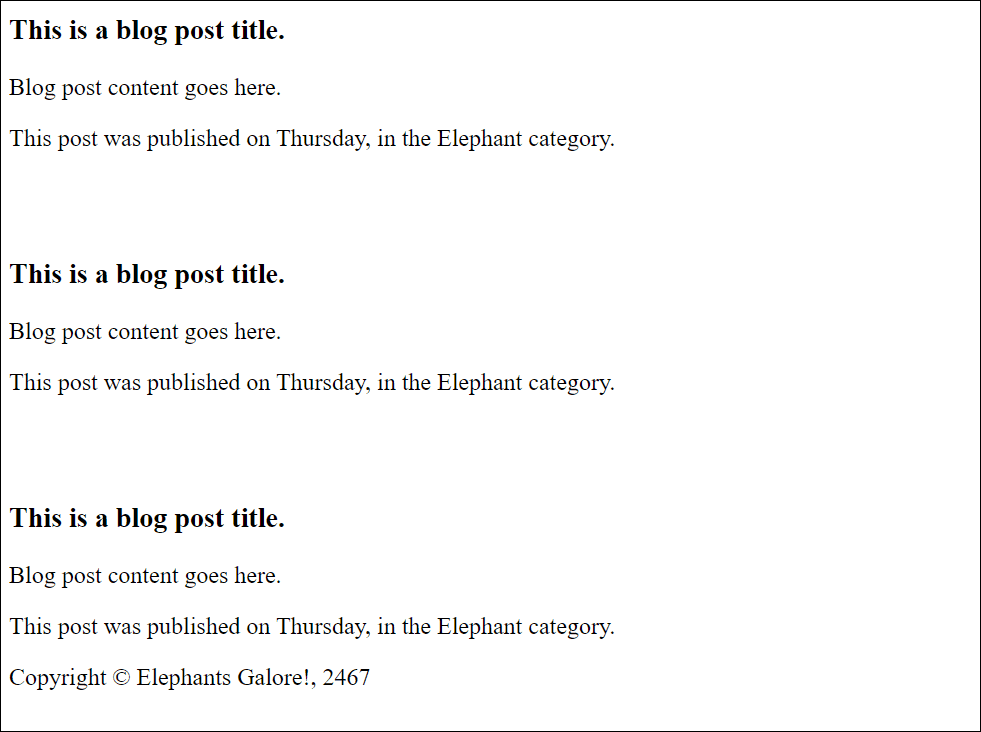 This is a blog post title.
Blog post content goes here.
This post was published on Thursday, in the Elephant category.
This is a blog post title.
Blog post content goes here.
This post was published on Thursday, in the Elephant category.
This is a blog post title.
Blog post content goes here.
This post was published on Thursday, in the Elephant category.
Copyright © Elephants Galore!, 2467